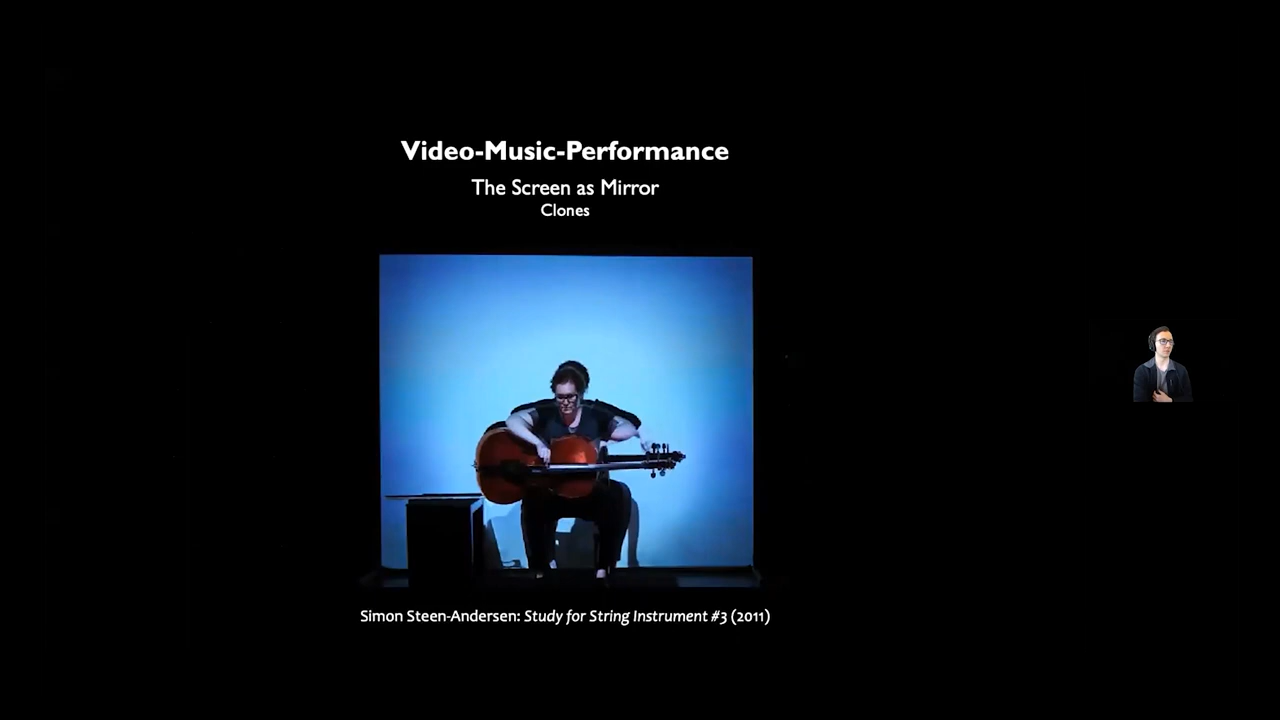 Video-Music-Performance
The Screen as Mirror
Clones
Simon Steen-Andersen: Study for String Instrument #3 (2011)